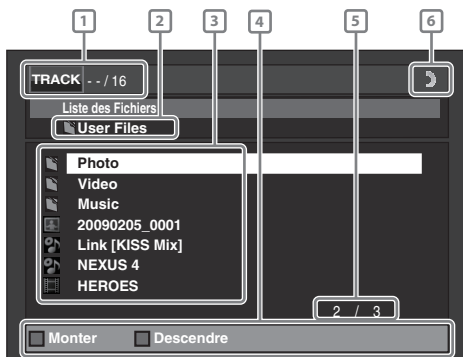 1 2 3 4 5 6
TRACK - - / 16
Liste des Fichiers
User Files
Photo
Video
Music
20090205_0001
Link [KISS Mix]
NEXUS 4
HEROES
2 / 3
Monter Descendre